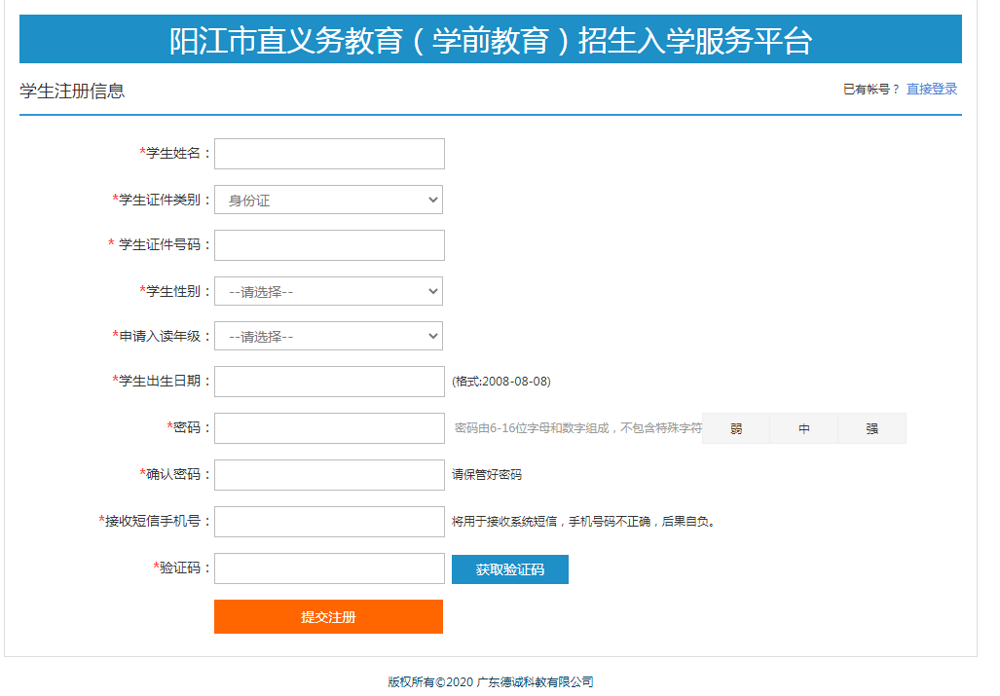 阳江市直义务教育（学前教育）招生入学服务平台
学生注册信息
已有帐号？ 直接登录
*学生姓名：
*学生证件类别： 身份证
* 学生证件号码：
*学生性别： --请选择--
*申请入读年级： --请选择--
*学生出生日期： (格式:2008-08-08)
*密码： 密码由6-16位字母和数字组成，不包含特殊字符 弱 中 强
*确认密码： 请保管好密码
*接收短信手机号： 将用于接收系统短信，手机号码不正确，后果自负。
*验证码： 获取验证码
提交注册
版权所有©2020 广东德诚科教有限公司